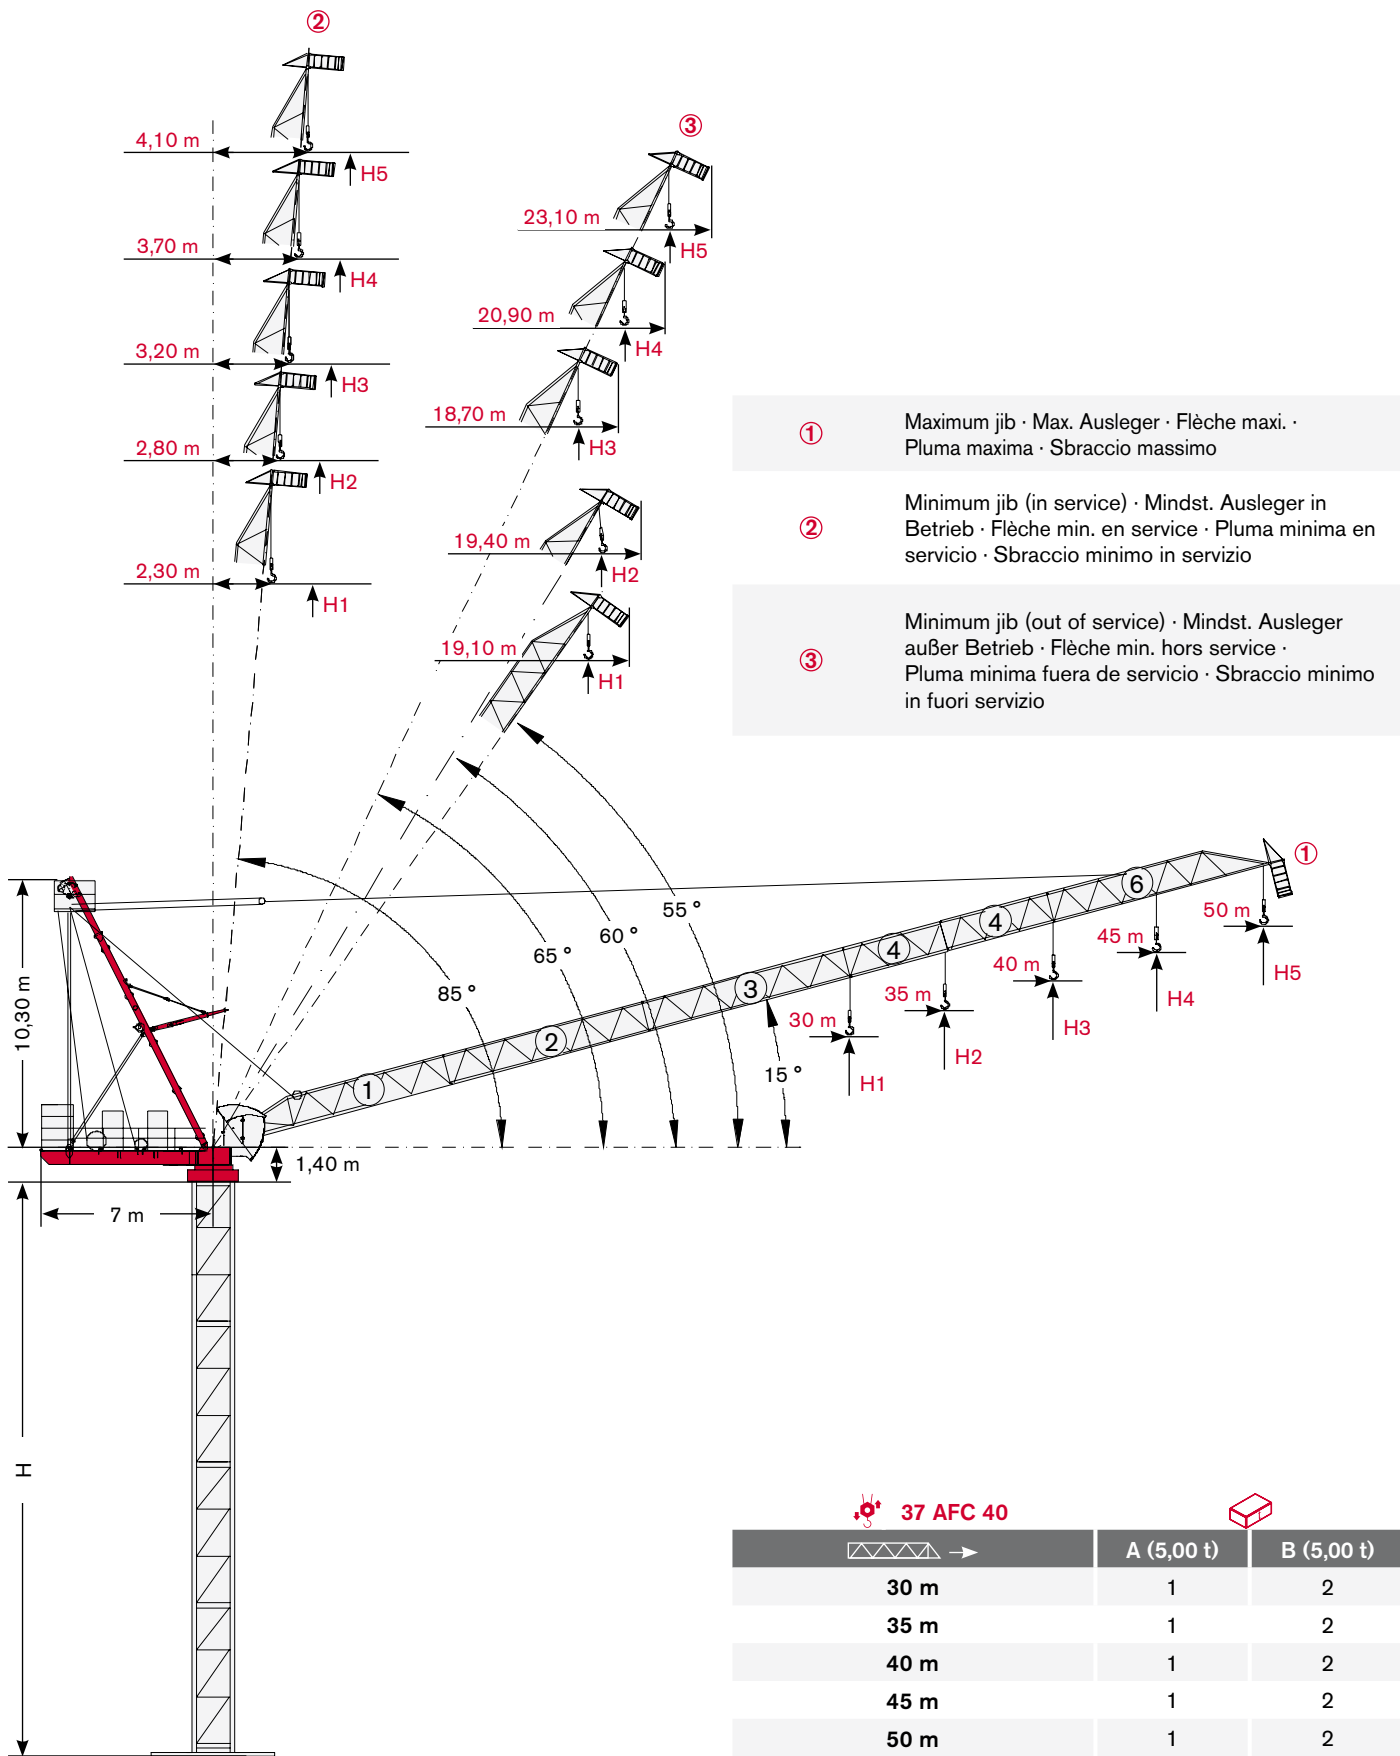 ②
4,10 m
H5
3,70 m
H4
3,20 m
H3
2,80 m
H2
2,30 m
H1
③
23,10 m
H5
20,90 m
H4
18,70 m
H3
19,40 m
H2
19,10 m
H1
① Maximum jib · Max. Ausleger · Flèche maxi. ·
Pluma maxima · Sbraccio massimo
② Minimum jib (in service) · Mindst. Ausleger in
Betrieb · Flèche min. en service · Pluma minima en
servicio · Sbraccio minimo in servizio
③ Minimum jib (out of service) · Mindst. Ausleger
außer Betrieb · Flèche min. hors service ·
Pluma minima fuera de servicio · Sbraccio minimo
in fuori servizio
85 °
65 °
60 °
55 °
15 °
①
1
2
3
4
4
6
30 m
H1
35 m
H2
40 m
H3
45 m
H4
50 m
H5
10,30 m
1,40 m
7 m
H
37 AFC 40
A (5,00 t) B (5,00 t)
30 m 1 2
35 m 1 2
40 m 1 2
45 m 1 2
50 m 1 2